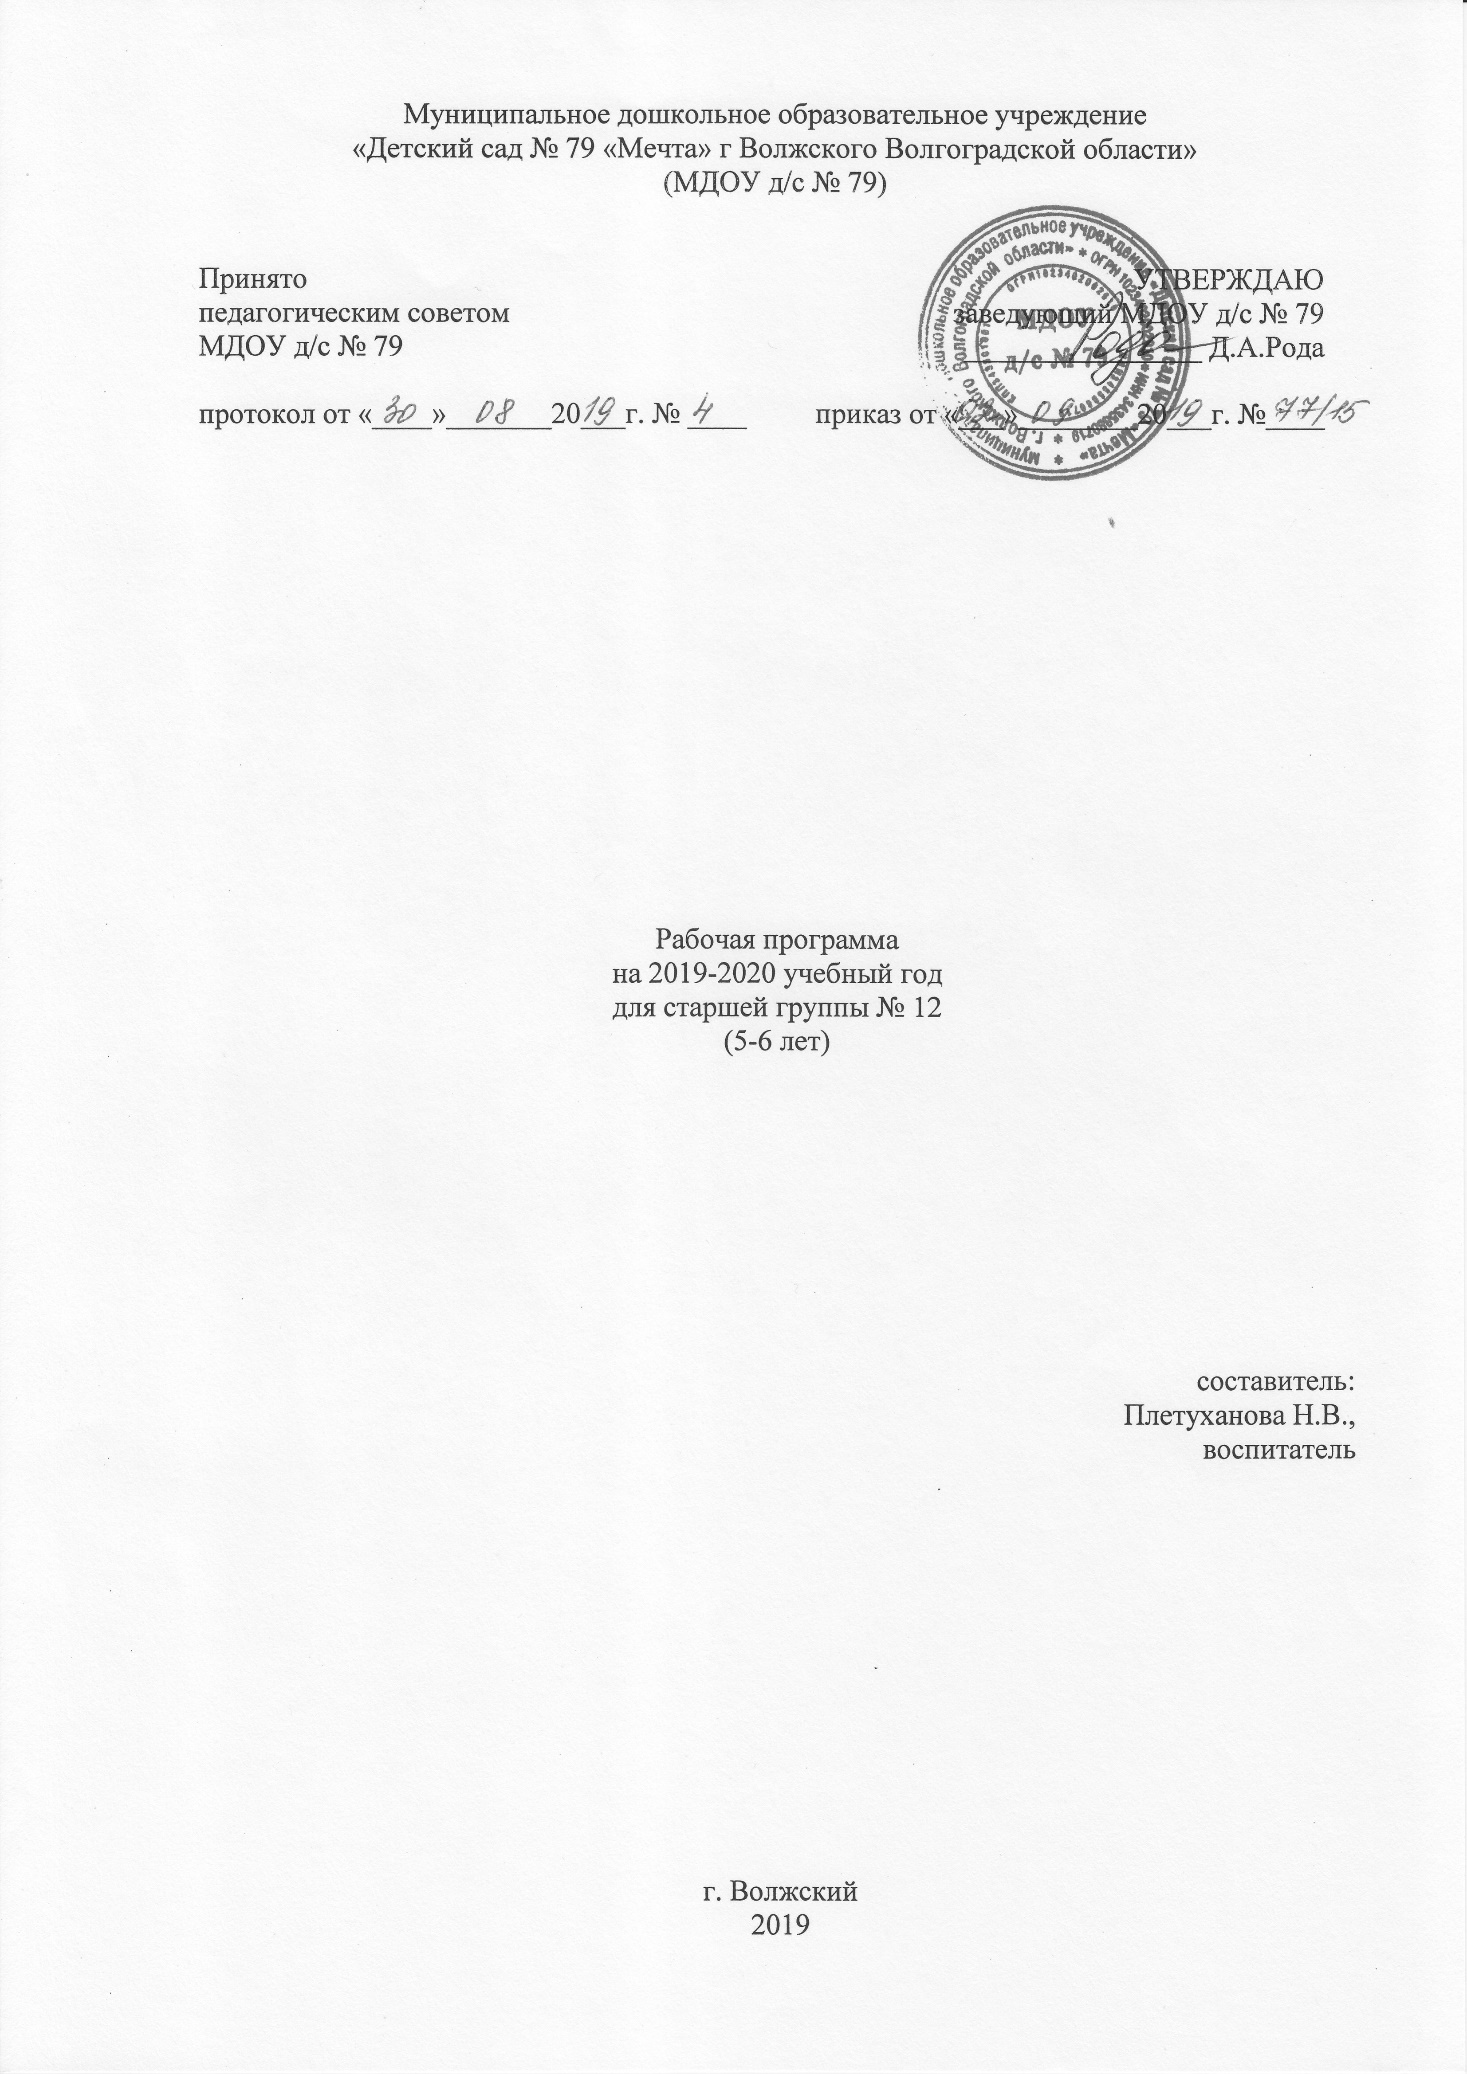 Муниципальное дошкольное образовательное учреждение
«Детский сад № 79 «Мечта» г Волжского Волгоградской области»
(МДОУ д/с № 79)
Принято
педагогическим советом
МДОУ д/с № 79
протокол от «30» 08 2019 г. № 4
УТВЕРЖДАЮ
заведующий МДОУ д/с № 79
Д.А.Рода
приказ от « » 09 2019 г. № 77/15
МДОУ
д/с № 79
Рабочая программа
на 2019-2020 учебный год
для старшей группы № 12
(5-6 лет)
составитель:
Плетуханова Н.В.,
воспитатель
г. Волжский
2019